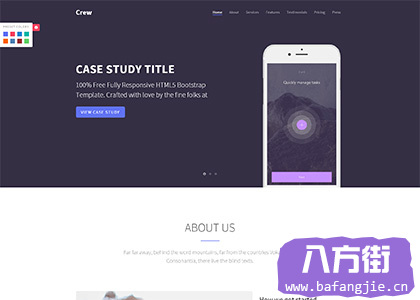 Crew
Home About Services Features Testimonials Pricing Press
CASE STUDY TITLE
100% Free Fully Responsive HTML5 Bootstrap
Template. Crafted with love by the fine folks at
VIEW CASE STUDY
Quickly manage tasks
ABOUT US
Far far away, behind the word mountains, far from the countries
Consonantia, there live the blind texts.
八方街
www.bafangjie.cn